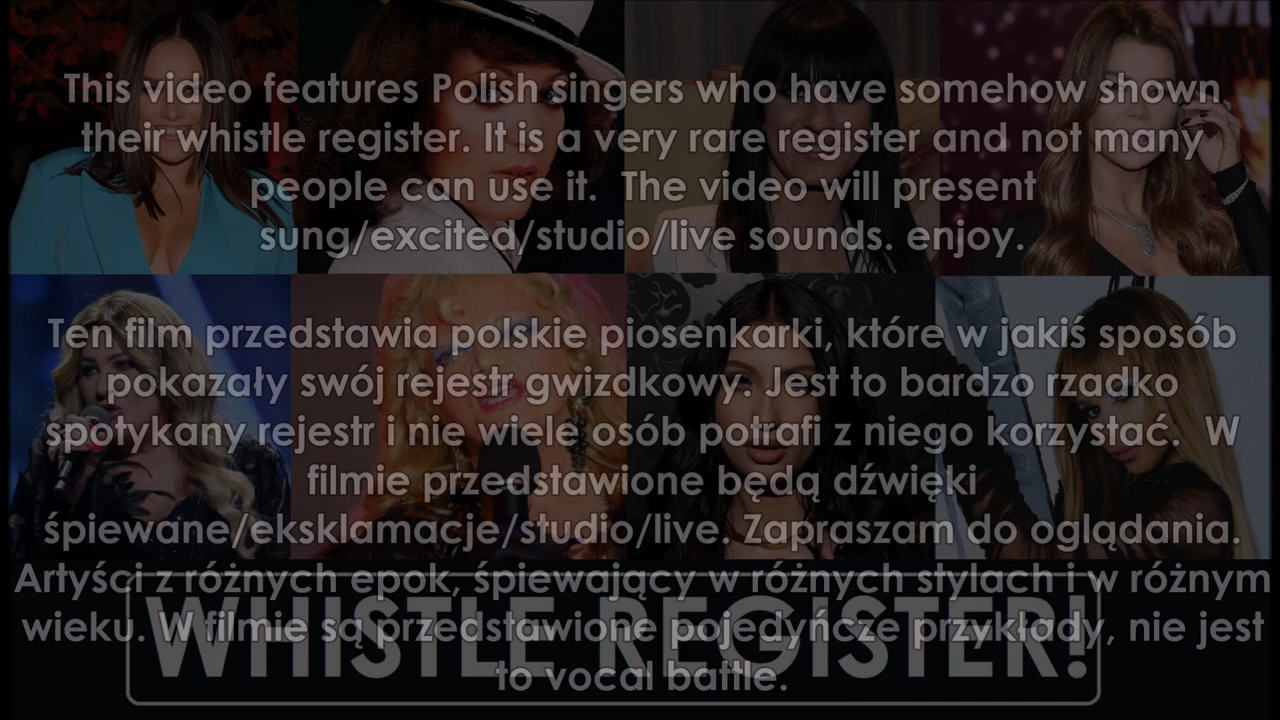 This video features Polish singers who have somehow shown
their whistle register. It is a very rare register and not many
people can use it. The video will present
sung/excited/studio/live sounds. enjoy.
Ten film przedstawia polskie piosenkarki, które w jakiś sposób
pokazały swój rejestr gwizdkowy. Jest to bardzo rzadko
spotykany rejestr i nie wiele osób potrafi z niego korzystać. W
filmie przedstawione będą dźwięki
śpiewane/eksklamacje/studio/live. Zapraszam do oglądania.
Artyści z różnych epok, śpiewający w różnych stylach i w różnym
wieku. W filmie są przedstawione pojedyńcze przykłady, nie jest
to vocal battle.
WHISTLE REGISTER!